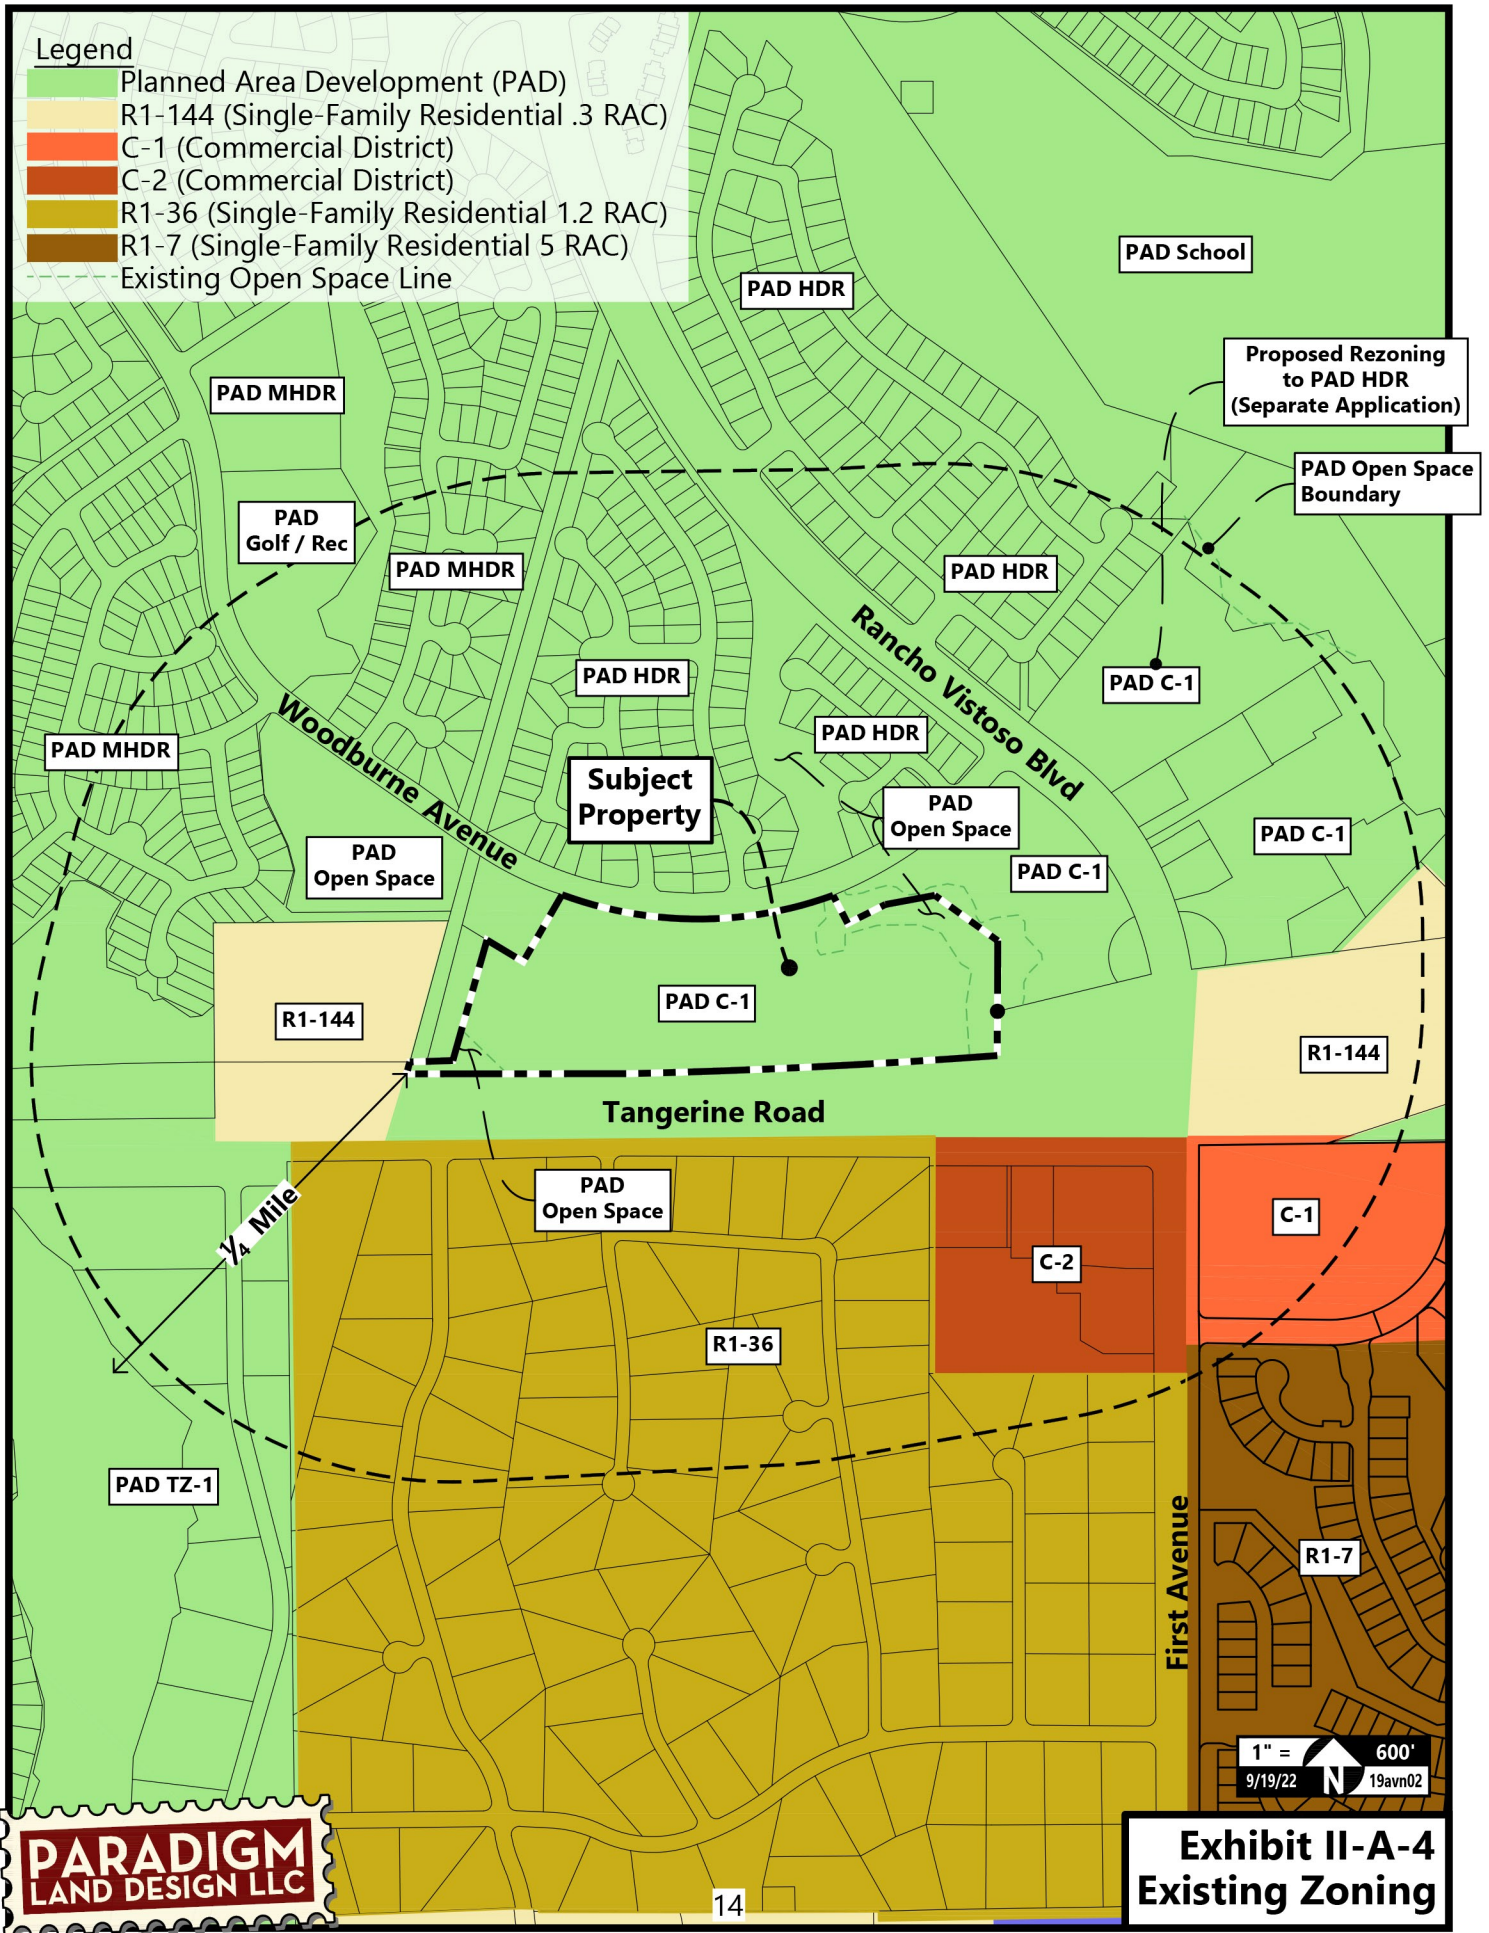 Legend
Planned Area Development (PAD)
R1-144 (Single-Family Residential .3 RAC)
C-1 (Commercial District)
C-2 (Commercial District)
R1-36 (Single-Family Residential 1.2 RAC)
R1-7 (Single-Family Residential 5 RAC)
Existing Open Space Line
PAD School
PAD HDR
Proposed Rezoning
to PAD HDR
(Separate Application)
PAD MHDR
PAD Open Space
Boundary
PAD
Golf / Rec
PAD MHDR
PAD HDR
Rancho Vistoso Blvd
PAD HDR
PAD C-1
Woodburne Avenue
PAD HDR
PAD MHDR
Subject
Property
PAD
Open Space
PAD C-1
PAD
Open Space
PAD C-1
PAD C-1
R1-144
R1-144
Tangerine Road
PAD
Open Space
1/4 Mile
C-1
C-2
R1-36
PAD TZ-1
First Avenue
R1-7
1" =
600'
9/19/22
N
19avn02
PARADIGM
LAND DESIGN LLC
14
Exhibit II-A-4
Existing Zoning